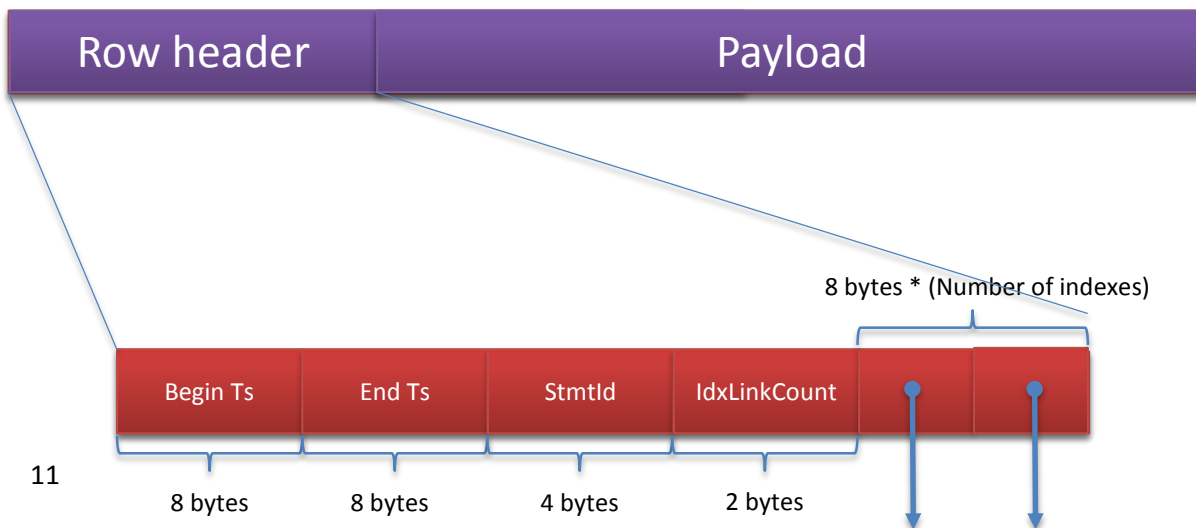 Row header Payload
8 bytes * (Number of indexes)
Begin Ts End Ts StmtId IdxLinkCount
11
8 bytes 8 bytes 4 bytes 2 bytes